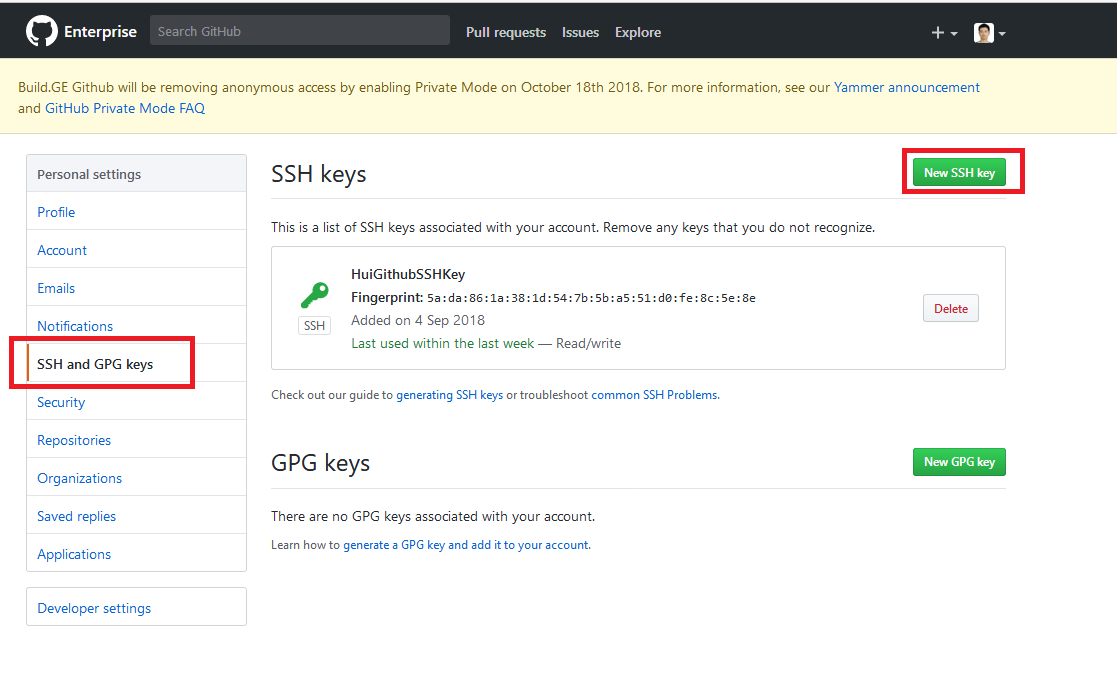 Enterprise
Search GitHub
Pull requests
Issues
Explore
Build.GE Github will be removing anonymous access by enabling Private Mode on October 18th 2018. For more information, see our Yammer announcement
and GitHub Private Mode FAQ
Personal settings
Profile
Account
Emails
Notifications
SSH and GPG keys
Security
Repositories
Organizations
Saved replies
Applications
Developer settings
SSH keys
New SSH key
This is a list of SSH keys associated with your account. Remove any keys that you do not recognize.
HuiGithubSSHKey
Fingerprint: 5a:da:86:1a:38:1d:54:7b:5b:a5:51:d0:fe:8c:5e:8e
SSH
Added on 4 Sep 2018
Last used within the last week — Read/write
Delete
Check out our guide to generating SSH keys or troubleshoot common SSH Problems.
GPG keys
New GPG key
There are no GPG keys associated with your account.
Learn how to generate a GPG key and add it to your account.